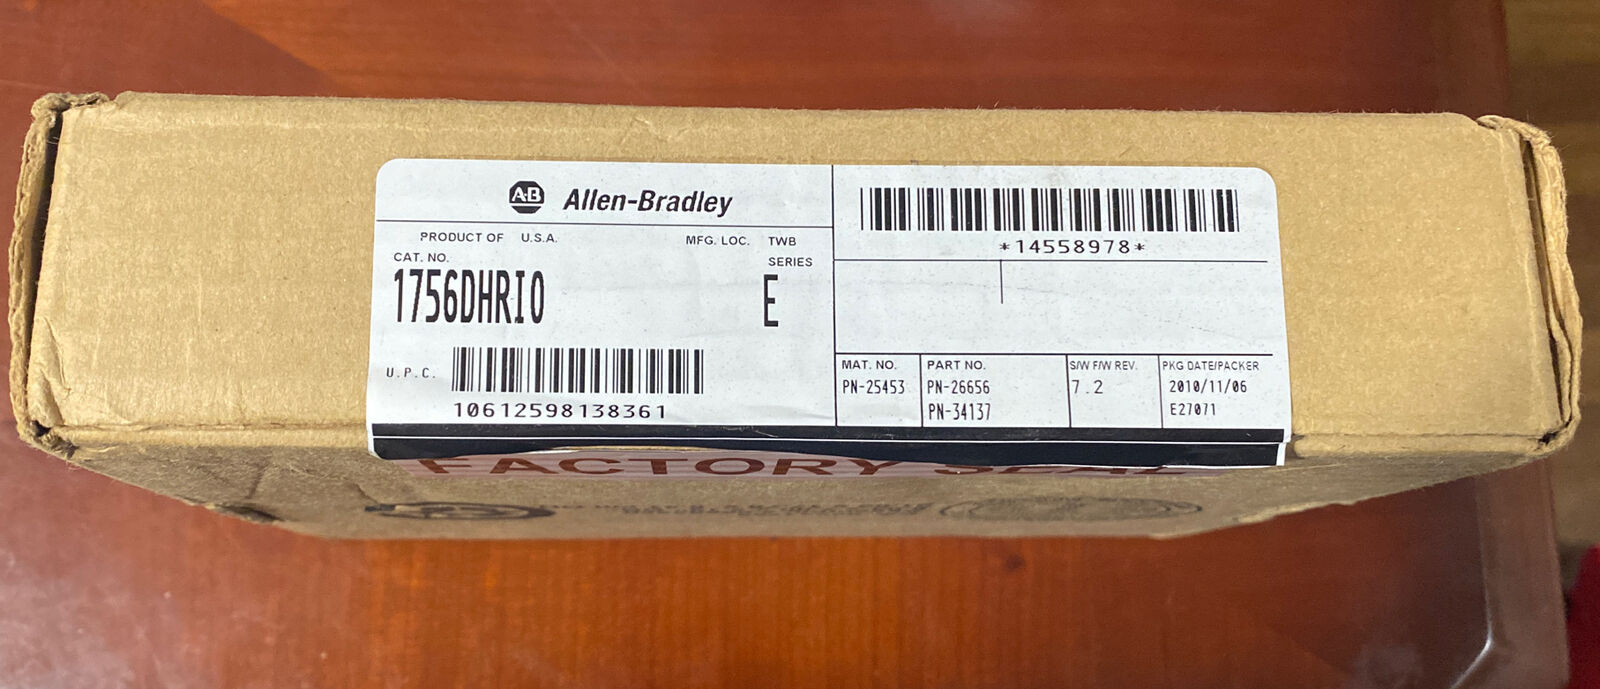 A-B Allen-Bradley
PRODUCT OF U.S.A. MFG. LOC. TWB
CAT. NO. SERIES
1756DHRIO E
U.P.C.
10612598138361
*14558978*
MAT. NO. PART NO. S/W F/W REV. PKG DATE/PACKER
PN-25453 PN-26656 7.2 2010/11/06
PN-34137 E27071
FACTORY SEAL